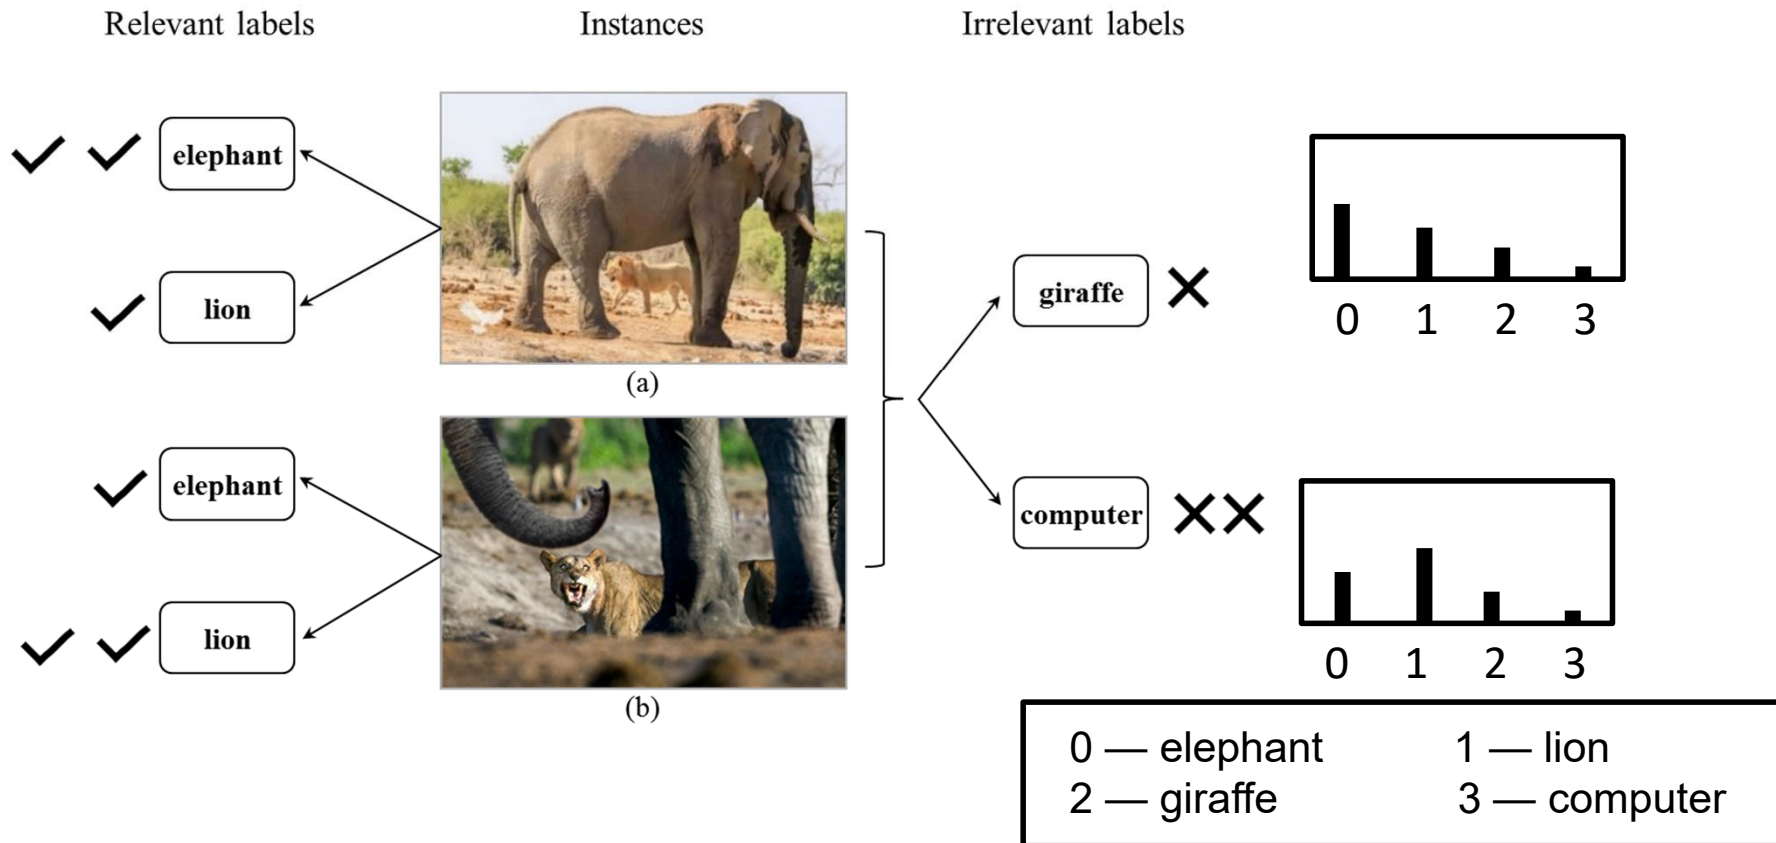 Relevant labels
Instances
Irrelevant labels
elephant
lion
(a)
elephant
lion
(b)
giraffe
computer
0 1 2 3
0 1 2 3
0 — elephant 1 — lion
2 — giraffe 3 — computer